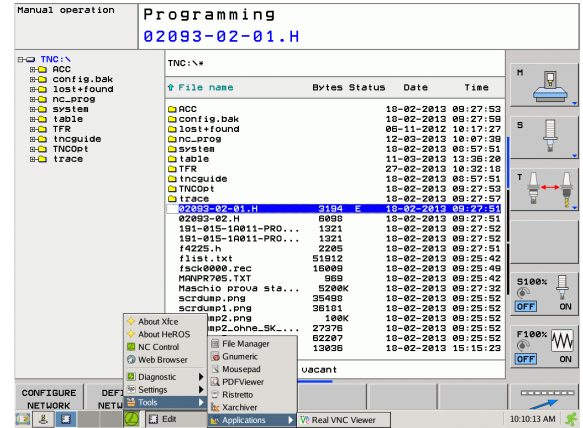 Manual operation
Programming
02093-02-01.H
TNC:\
ACC
config.bak
lost+found
nc_prog
system
table
TFR
tncguide
TNCOpt
trace
TNC:\*
File name Bytes Status Date Time
ACC 18-02-2013 09:27:53
config.bak 18-02-2013 09:27:59
lost+found 06-11-2012 10:17:27
nc_prog 12-03-2013 10:07:39
system 18-02-2013 08:57:51
table 11-03-2013 13:36:20
TFR 27-02-2013 10:32:18
tncguide 18-02-2013 08:57:51
TNCOpt 18-02-2013 09:27:53
trace 18-02-2013 09:27:57
02093-02-01.H 3194 E 18-02-2013 09:27:51
02093-02.H 6098 18-02-2013 09:27:51
191-015-1A011-PRO... 1321 18-02-2013 09:27:52
191-015-1A011-PRO... 1321 18-02-2013 09:27:52
f4225.h 2205 18-02-2013 09:27:51
flist.txt 51912 18-02-2013 09:25:42
fsck0000.rec 16009 18-02-2013 09:25:49
MANPR705.TXT 969 18-02-2013 09:25:42
Maschio prova sta... 5200K 18-02-2013 09:27:32
scrdump.png 35498 18-02-2013 09:25:52
scrdump1.png 36181 18-02-2013 09:25:52
mp2.png 100K 18-02-2013 09:25:52
mp2_ohne_SK_... 27376 18-02-2013 09:25:52
62207 18-02-2013 09:25:52
13036 18-02-2013 15:15:23
vacant
M
S
T
S100%
OFF ON
F100%
OFF ON
About Xfce
About HeROS
NC Control
Web Browser
Diagnostic
Settings
Tools
File Manager
Gnumeric
Mousepad
PDFViewer
Ristretto
Xarchiver
Applications
Real VNC Viewer
CONFIGURE
NETWORK
DEFI
NETW
Edit
10:10:13 AM